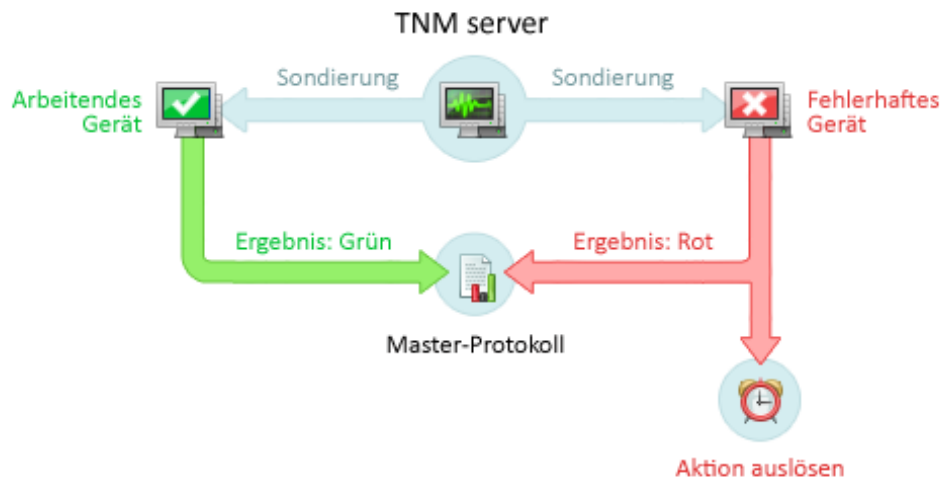 TNM server
Sondierung
Sondierung
Arbeitendes
Gerät
Fehlerhaftes
Gerät
Ergebnis: Grün
Ergebnis: Rot
Master-Protokoll
Aktion auslösen